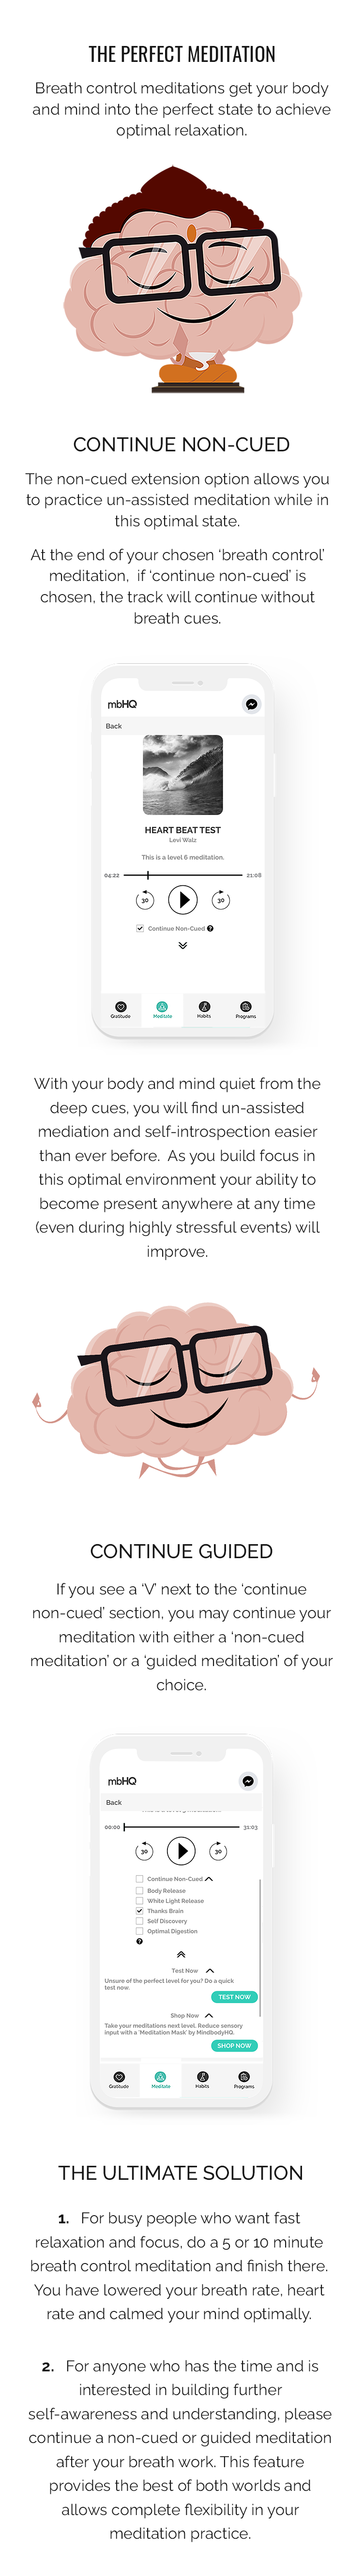 THE PERFECT MEDITATION
Breath control meditations get your body
and mind into the perfect state to achieve
optimal relaxation.
CONTINUE NON-CUED
The non-cued extension option allows you
to practice un-assisted meditation while in
this optimal state.
At the end of your chosen ‘breath control’
meditation,  if ‘continue non-cued’ is
chosen, the track will continue without
breath cues.
mbHQ
Back
HEART BEAT TEST
Levi Walz
This is a level 6 meditation.
04:22 21:08
30 30
Continue Non-Cued ?
Gratitude Meditate Habits Programs
With your body and mind quiet from the
deep cues, you will find un-assisted
mediation and self-introspection easier
than ever before.  As you build focus in
this optimal environment your ability to
become present anywhere at any time
(even during highly stressful events) will
improve.
CONTINUE GUIDED
If you see a ‘V’ next to the ‘continue
non-cued’ section, you may continue your
meditation with either a ‘non-cued
meditation’ or a ‘guided meditation’ of your
choice.
mbHQ
Back
00:00 31:03
30 30
Continue Non-Cued
Body Release
White Light Release
Thanks Brain
Self Discovery
Optimal Digestion
?
Test Now
Unsure of the perfect level for you? Do a quick
test now.
TEST NOW
Shop Now
Take your meditations next level. Reduce sensory
input with a 'Meditation Mask' by MindbodyHQ.
SHOP NOW
Gratitude Meditate Habits Programs
THE ULTIMATE SOLUTION
1.  For busy people who want fast
relaxation and focus, do a 5 or 10 minute
breath control meditation and finish there.
You have lowered your breath rate, heart
rate and calmed your mind optimally.
2.  For anyone who has the time and is
interested in building further
self-awareness and understanding, please
continue a non-cued or guided meditation
after your breath work. This feature
provides the best of both worlds and
allows complete flexibility in your
meditation practice.